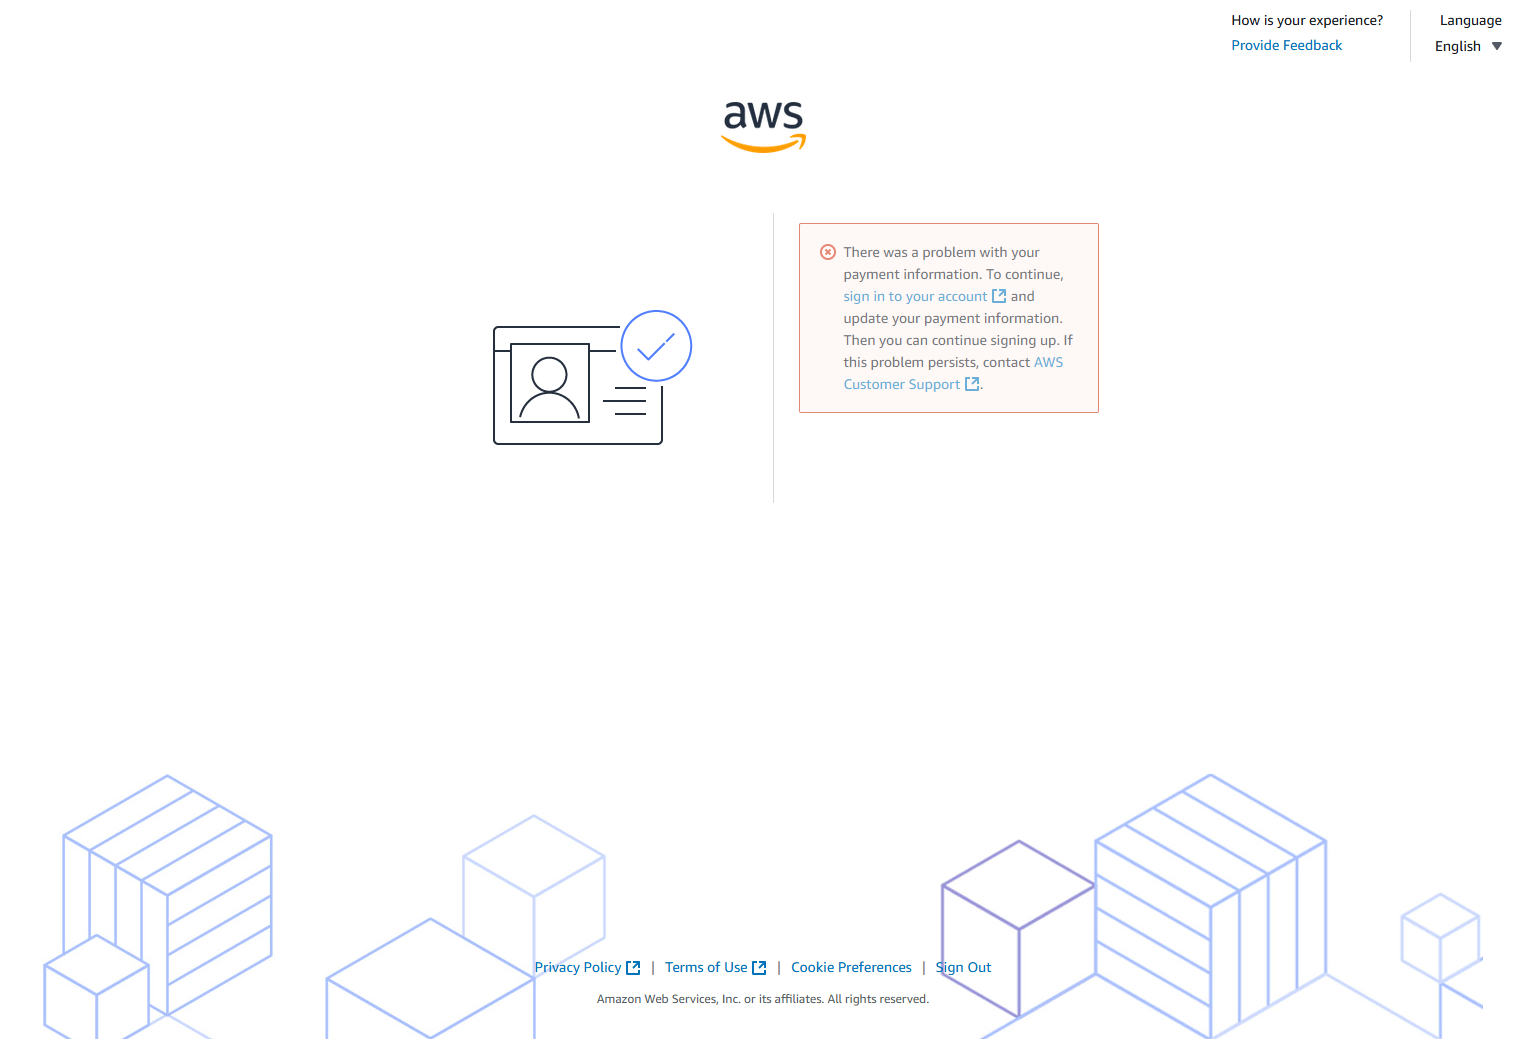 How is your experience?
Provide Feedback
Language
English
aws
There was a problem with your
payment information. To continue,
sign in to your account and
update your payment information.
Then you can continue signing up. If
this problem persists, contact AWS
Customer Support.
Privacy Policy | Terms of Use | Cookie Preferences | Sign Out
Amazon Web Services, Inc. or its affiliates. All rights reserved.